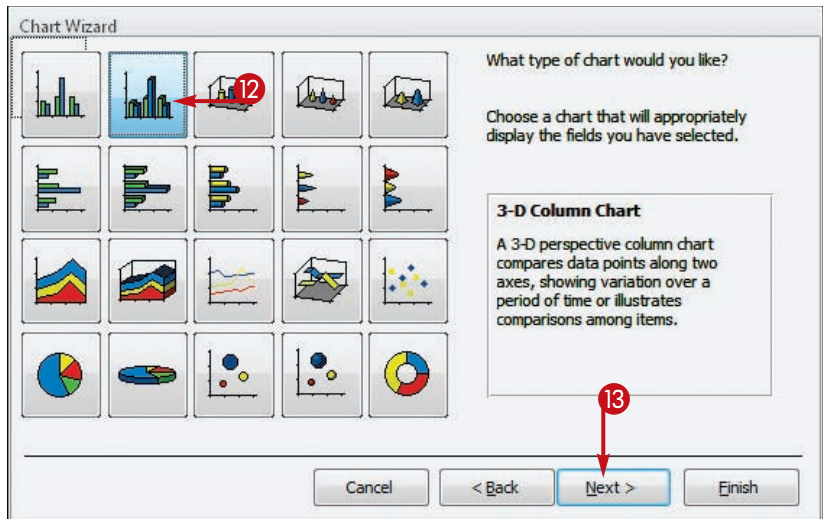 Chart Wizard
12
What type of chart would you like?
Choose a chart that will appropriately
display the fields you have selected.
3-D Column Chart
A 3-D perspective column chart
compares data points along two
axes, showing variation over a
period of time or illustrates
comparisons among items.
13
Cancel
< Back
Next >
Finish